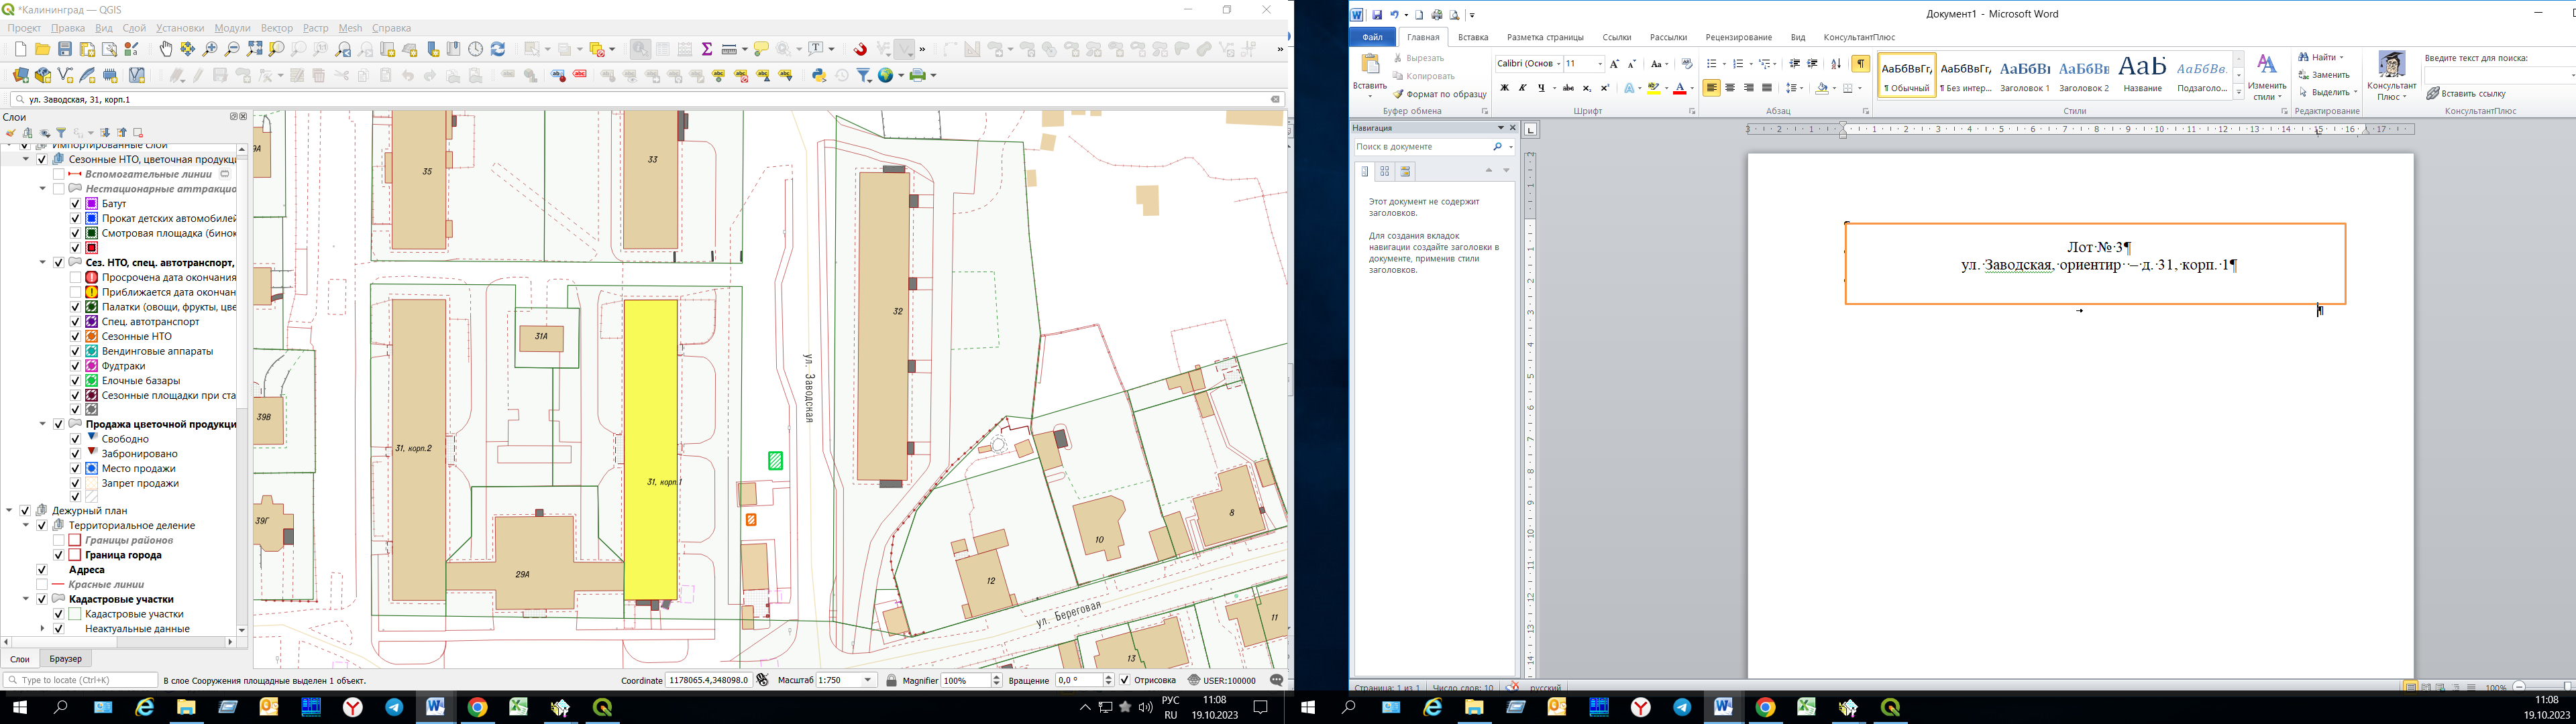 *Калининград — QGIS
Проект Правка Вид Слой Установки Модули Вектор Растр Mesh Справка
ул. Заводская, 31, корп.1
Слои
Импортированные слои
Сезонные НТО, цветочная продукци
Вспомогательные линии
Нестационарные аттракцио
Батут
Прокат детских автомобилей
Смотровая площадка (бинок
Сез. НТО, спец. автотранспорт,
Просрочена дата окончания
Приближается дата окончан
Палатки (овощи, фрукты, цве
Спец. автотранспорт
Сезонные НТО
Вендинговые аппараты
Фудтраки
Елочные базары
Сезонные площадки при ста
Продажа цветочной продукци
Свободно
Забронировано
Место продажи
Запрет продажи
Дежурный план
Территориальное деление
Границы районов
Граница города
Адреса
Красные линии
Кадастровые участки
Кадастровые участки
Неактуальные данные
Слои Браузер
35
33
32
31А
31, корп.2
31, корп.1
29А
39В
39Г
12
10
8
11
13
ул. Заводская
ул. Береговая
Type to locate (Ctrl+K)
В слое Сооружения площадные выделен 1 объект.
Coordinate 1178065.4,348098.0
Масштаб 1:750
Magnifier 100%
Вращение 0,0 °
Отрисовка
USER:100000
РУС
RU
11:08
19.10.2023
Документ1 - Microsoft Word
Файл Главная Вставка Разметка страницы Ссылки Рассылки Рецензирование Вид КонсультантПлюс
Вставить
Вырезать
Копировать
Формат по образцу
Буфер обмена
Calibri (Основ 11
Шрифт
Абзац
АаБбВвГг,
¶ Обычный
АаБбВвГг,
¶ Без интер...
Заголовок 1
Заголовок 2
Название
АаБбВв.
Подзаголо...
Стили
Изменить стили
Найти
Заменить
Выделить
Редактирование
Консультант Плюс
Введите текст для поиска:
Вставить ссылку
КонсультантПлюс
Навигация
Поиск в документе
Этот документ не содержит
заголовков.
Для создания вкладок
навигации создайте заголовки в
документе, применив стили
заголовков.
Лот·№·3¶
ул.·Заводская,·ориентир··–·д.·31,·корп.·1¶
Страница: 1 из 1 Число слов: 10 русский
100%
11:08
19.10.2023